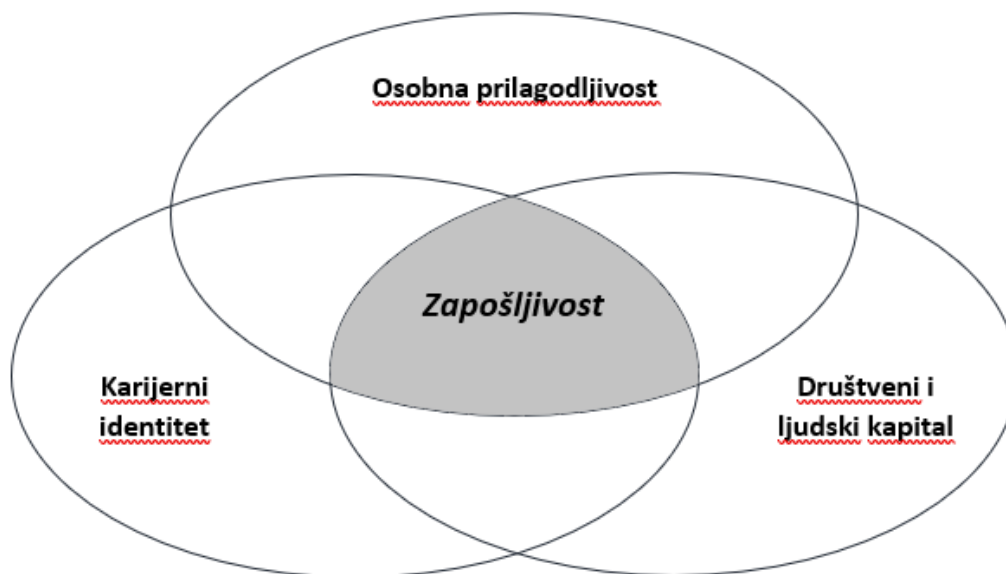 Osobna prilagodljivost
Zapošljivost
Karijerni
identitet
Društveni i
ljudski kapital